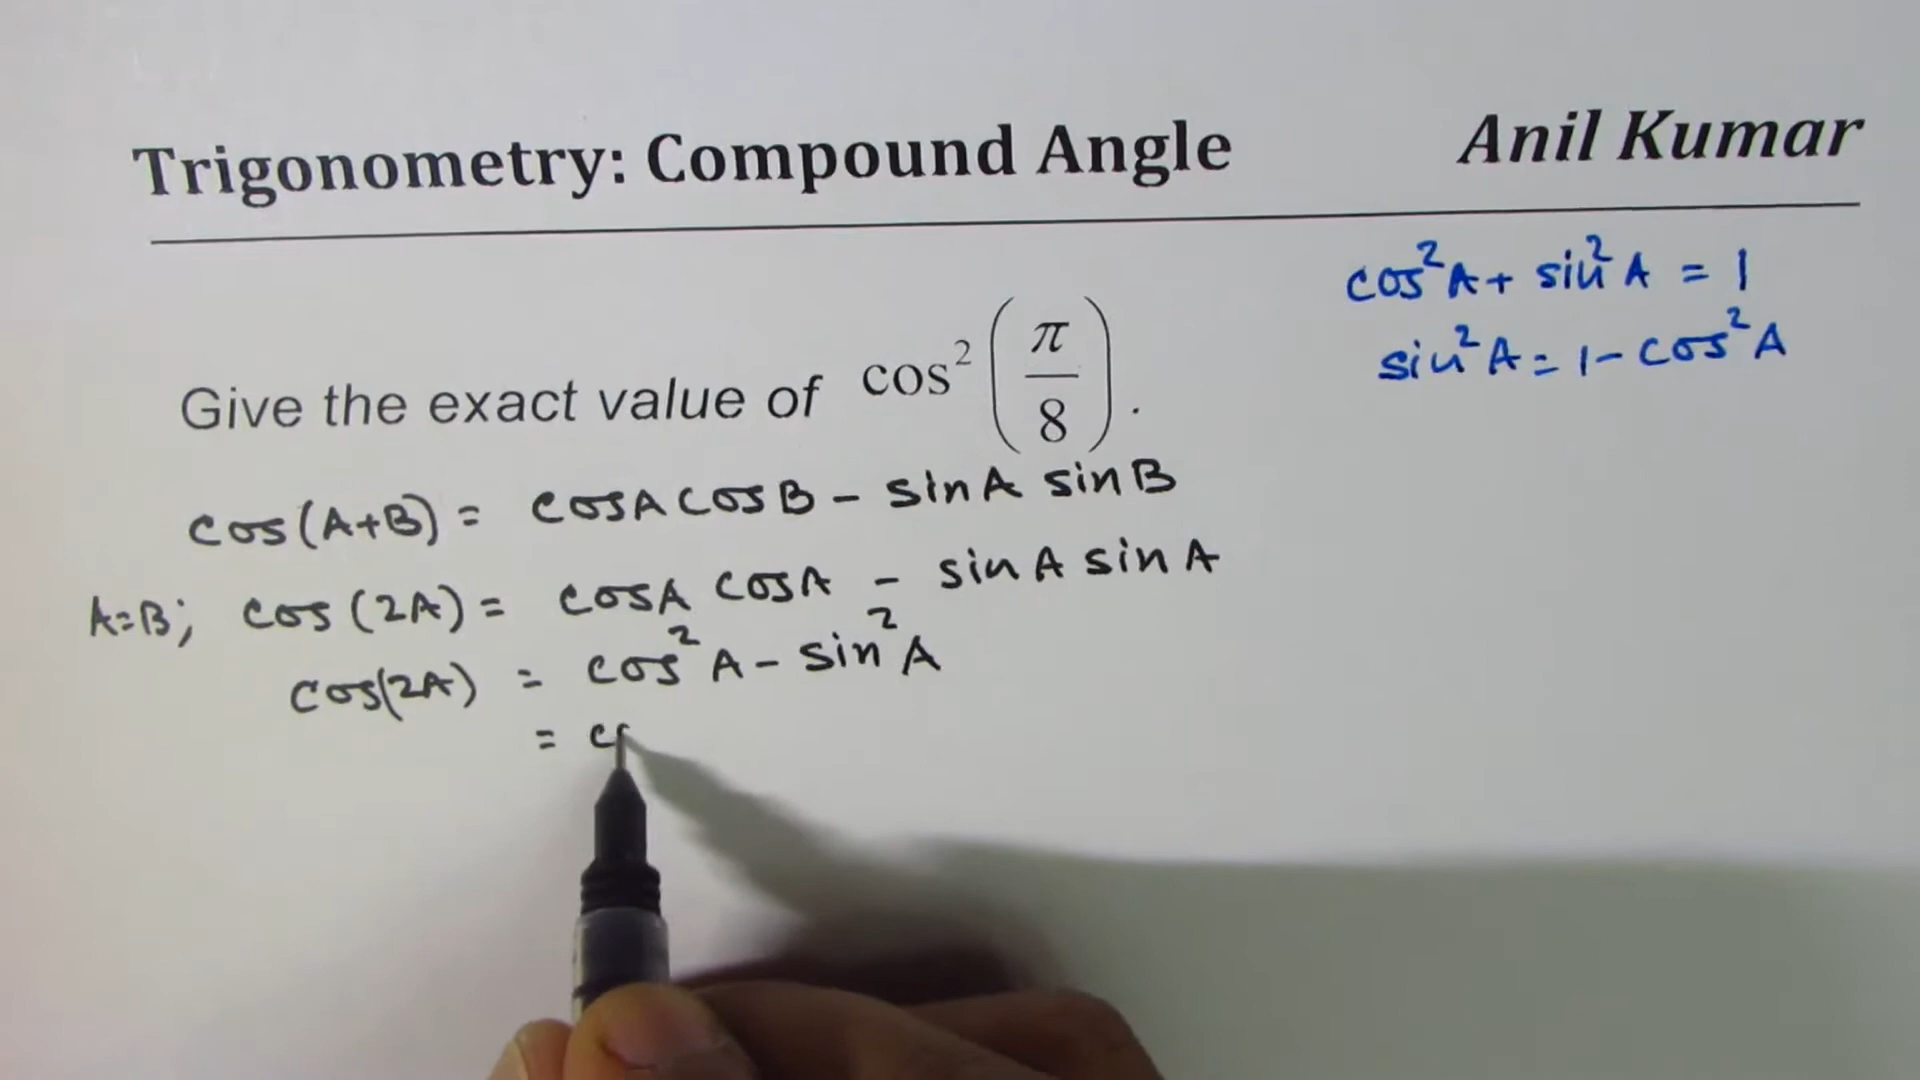 Trigonometry: Compound Angle
Anil Kumar
cos²A + sin²A = 1
sin²A = 1 - cos²A
Give the exact value of cos²(π/8).
cos(A+B) = cosA cosB - sinA sinB
A=B; cos(2A) = cosA cosA - sinA sinA
cos(2A) = cos²A - sin²A
= co